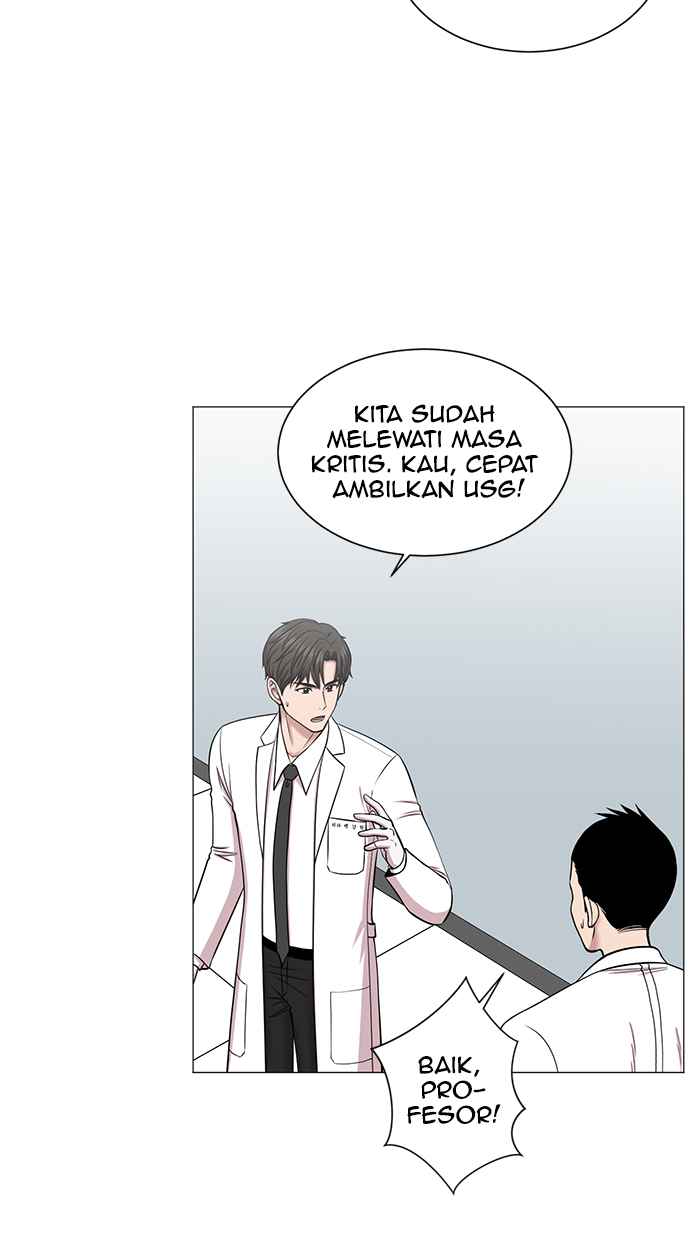 KITA SUDAH
MELEWATI MASA
KRITIS. KAU, CEPAT
AMBILKAN USG!
BAIK,
PRO-
FESOR!